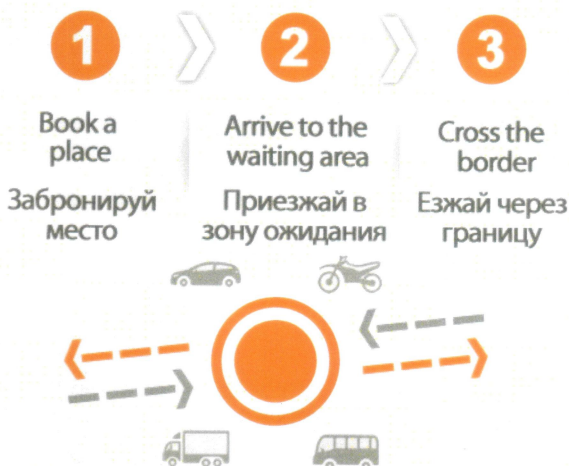 1
2
3
Book a
place
Забронируй
место
Arrive to the
waiting area
Приезжай в
зону ожидания
Cross the
border
Езжай через
границу